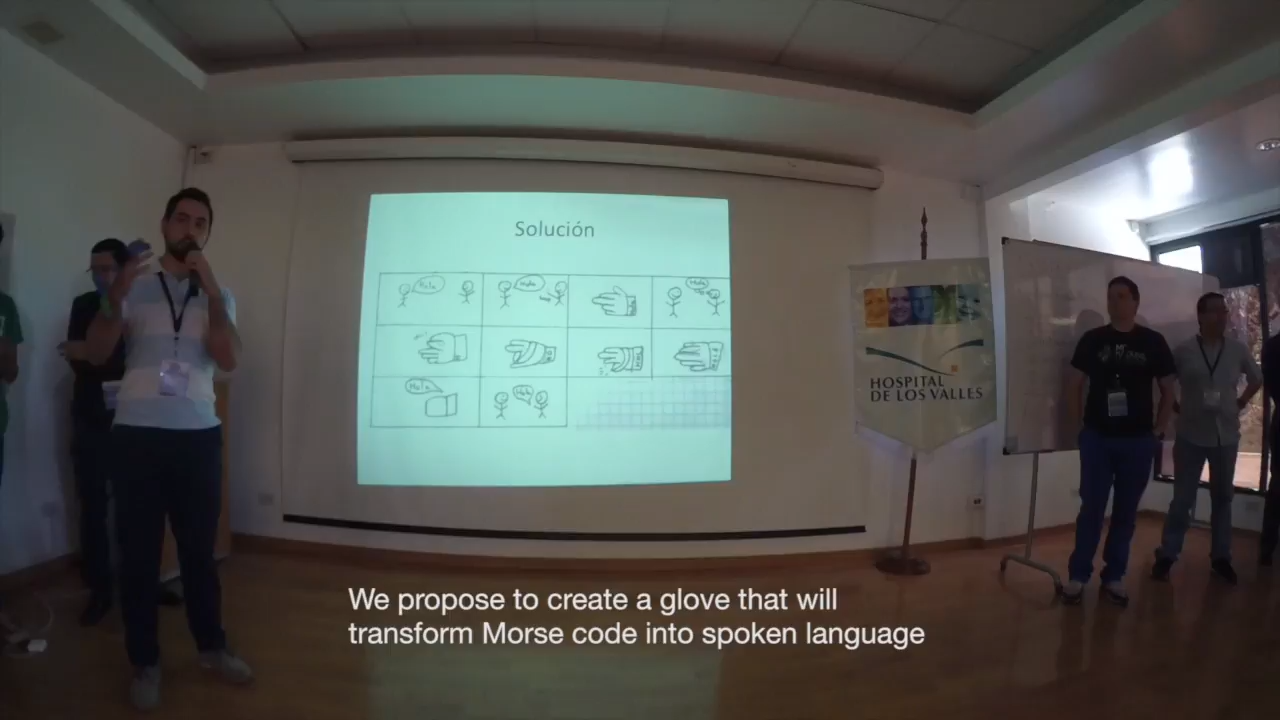 Solución
Hola
Hola
Hola
Hola
Hola
HOSPITAL
DE LOS VALLES
We propose to create a glove that will
transform Morse code into spoken language